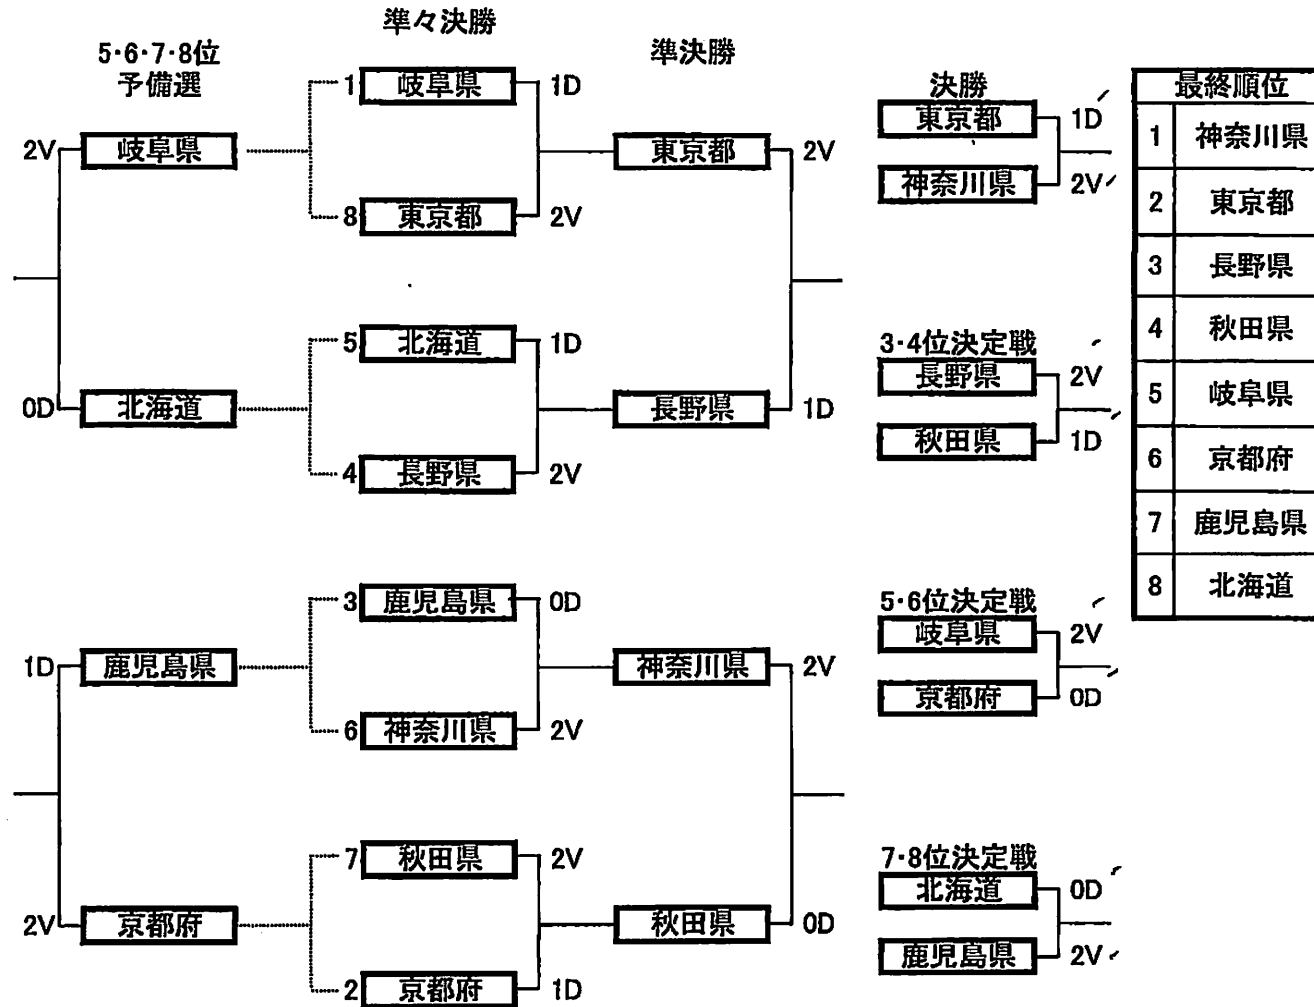 準々決勝
5・6・7・8位
予備選
準決勝
1 岐阜県 1D
8 東京都 2V
5 北海道 1D
4 長野県 2V
3 鹿児島県 0D
6 神奈川県 2V
7 秋田県 2V
2 京都府 1D
2V 岐阜県
0D 北海道
1D 鹿児島県
2V 京都府
東京都 2V
長野県 1D
神奈川県 2V
秋田県 0D
決勝
東京都 1D
神奈川県 2V
3・4位決定戦
長野県 2V
秋田県 1D
5・6位決定戦
岐阜県 2V
京都府 0D
7・8位決定戦
北海道 0D
鹿児島県 2V
最終順位
1 神奈川県
2 東京都
3 長野県
4 秋田県
5 岐阜県
6 京都府
7 鹿児島県
8 北海道